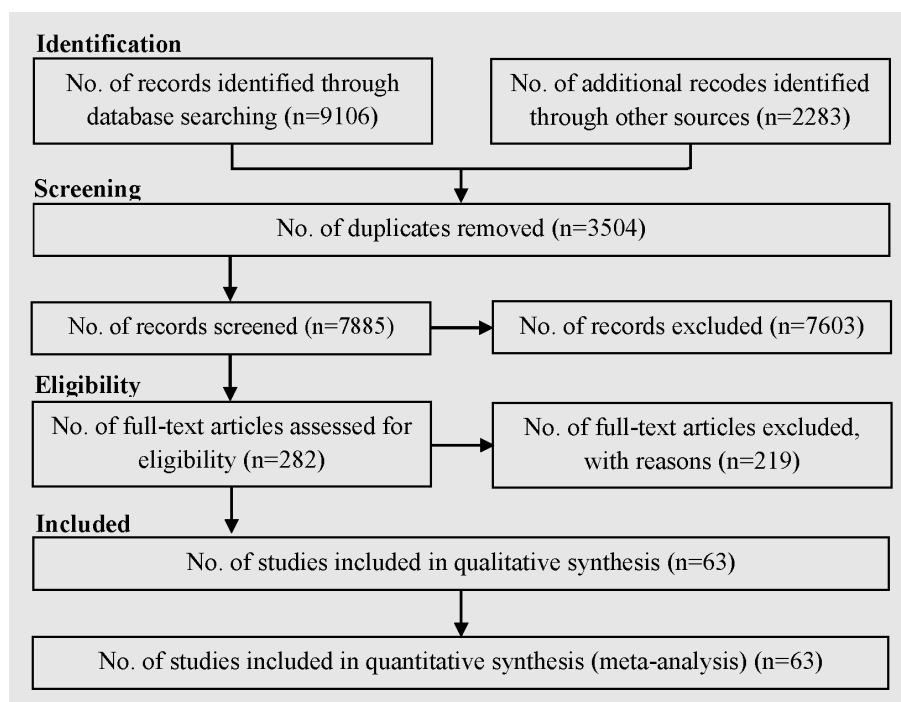 Identification
No. of records identified through
database searching (n=9106)
No. of additional recodes identified
through other sources (n=2283)
Screening
No. of duplicates removed (n=3504)
No. of records screened (n=7885)
No. of records excluded (n=7603)
Eligibility
No. of full-text articles assessed for
eligibility (n=282)
No. of full-text articles excluded,
with reasons (n=219)
Included
No. of studies included in qualitative synthesis (n=63)
No. of studies included in quantitative synthesis (meta-analysis) (n=63)